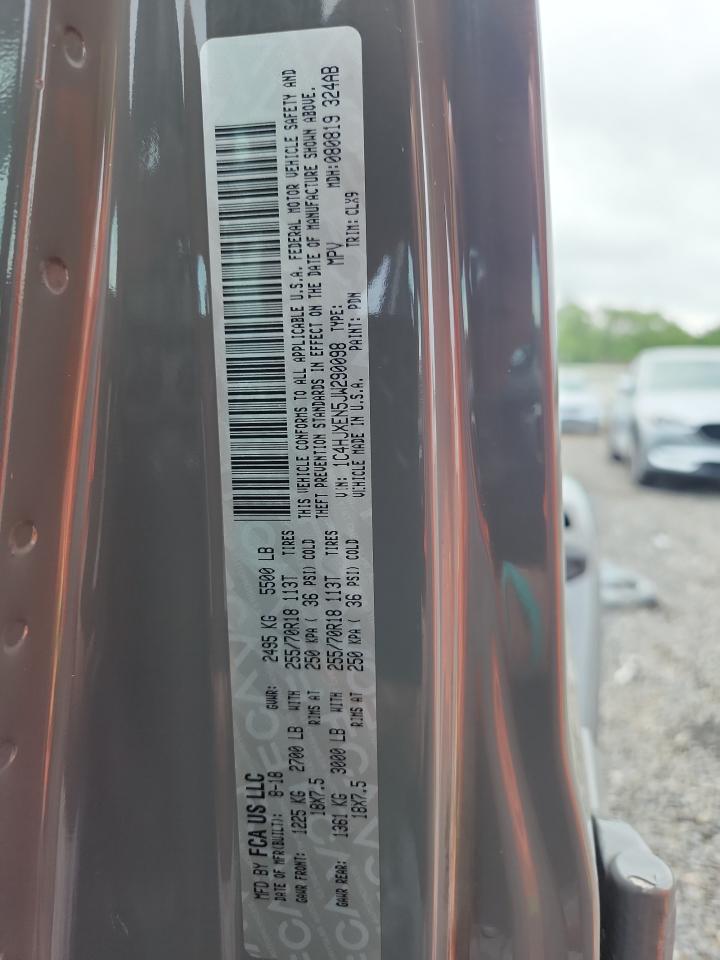 MFD BY FCA US LLC
DATE OF MFR(BUILT): 8-18 GVWR: 2495 KG 5500 LB
GAWR FRONT: 1225 KG 2700 LB WITH 255/70R18 113T TIRES
18X7.5 RIMS AT 250 KPA ( 36 PSI) COLD
GAWR REAR: 1361 KG 3000 LB WITH 255/70R18 113T TIRES
18X7.5 RIMS AT 250 KPA ( 36 PSI) COLD
THIS VEHICLE CONFORMS TO ALL APPLICABLE U.S.A. FEDERAL MOTOR VEHICLE SAFETY AND
THEFT PREVENTION STANDARDS IN EFFECT ON THE DATE OF MANUFACTURE SHOWN ABOVE.
VIN: 1C4HJXEN5JW290098 TYPE: MPV MDH:080819 324AB
VEHICLE MADE IN U.S.A. PAINT: PDN TRIM: CLX9